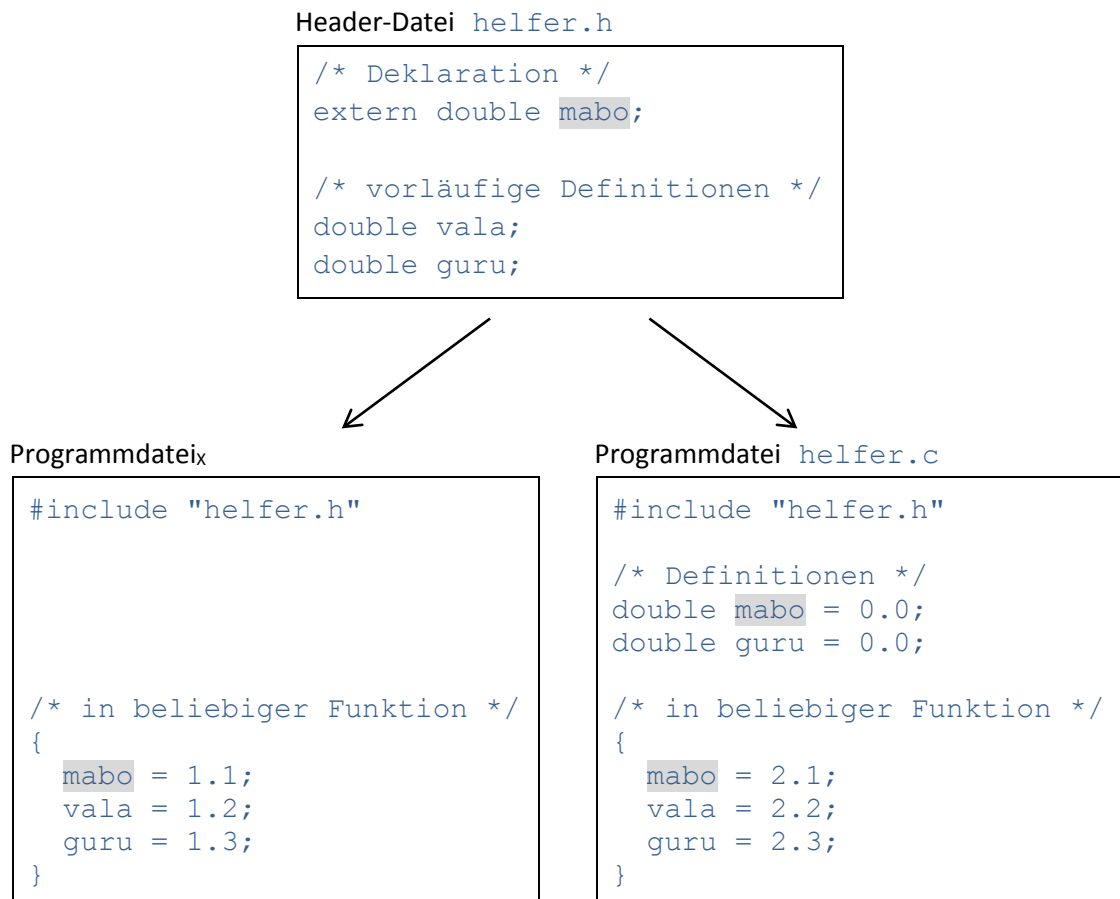 Header-Datei helfer.h
/* Deklaration */
extern double mabo;
/* vorläufige Definitionen */
double vala;
double guru;
Programmdateix
#include "helfer.h"
/* in beliebiger Funktion */
{
mabo = 1.1;
vala = 1.2;
guru = 1.3;
}
Programmdatei helfer.c
#include "helfer.h"
/* Definitionen */
double mabo = 0.0;
double guru = 0.0;
/* in beliebiger Funktion */
{
mabo = 2.1;
vala = 2.2;
guru = 2.3;
}